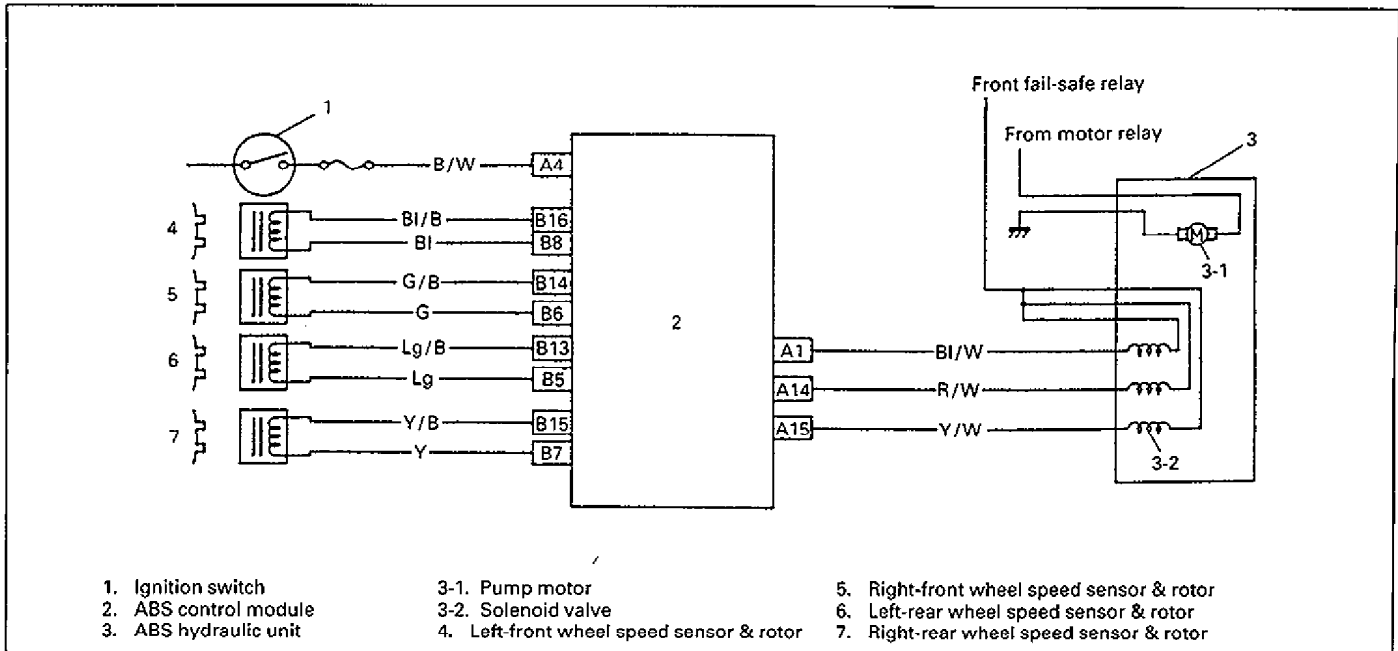 Front fail-safe relay
From motor relay
1
3
B/W
A4
4
Bl/B
B16
Bl
B8
M
3-1
5
G/B
B14
G
B6
2
6
Lg/B
B13
Lg
B5
A1
Bl/W
A14
R/W
7
Y/B
B15
Y
B7
A15
Y/W
3-2
1. Ignition switch
2. ABS control module
3. ABS hydraulic unit
3-1. Pump motor
3-2. Solenoid valve
4. Left-front wheel speed sensor & rotor
5. Right-front wheel speed sensor & rotor
6. Left-rear wheel speed sensor & rotor
7. Right-rear wheel speed sensor & rotor